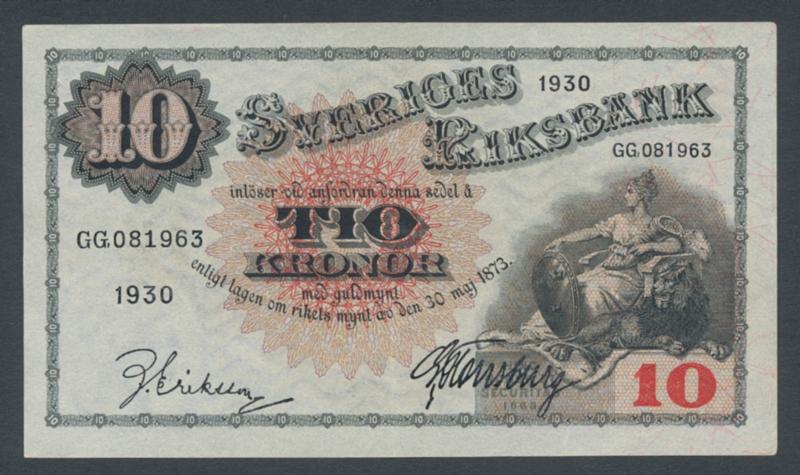 10
SVERIGES 1930
RIKSBANK
GG,081963
inlöser vid anfordran denna sedel å
TIO
KRONOR
GG,081963
1930
med guldmynt
enligt lagen om rikets mynt av den 30 maj 1873.
10